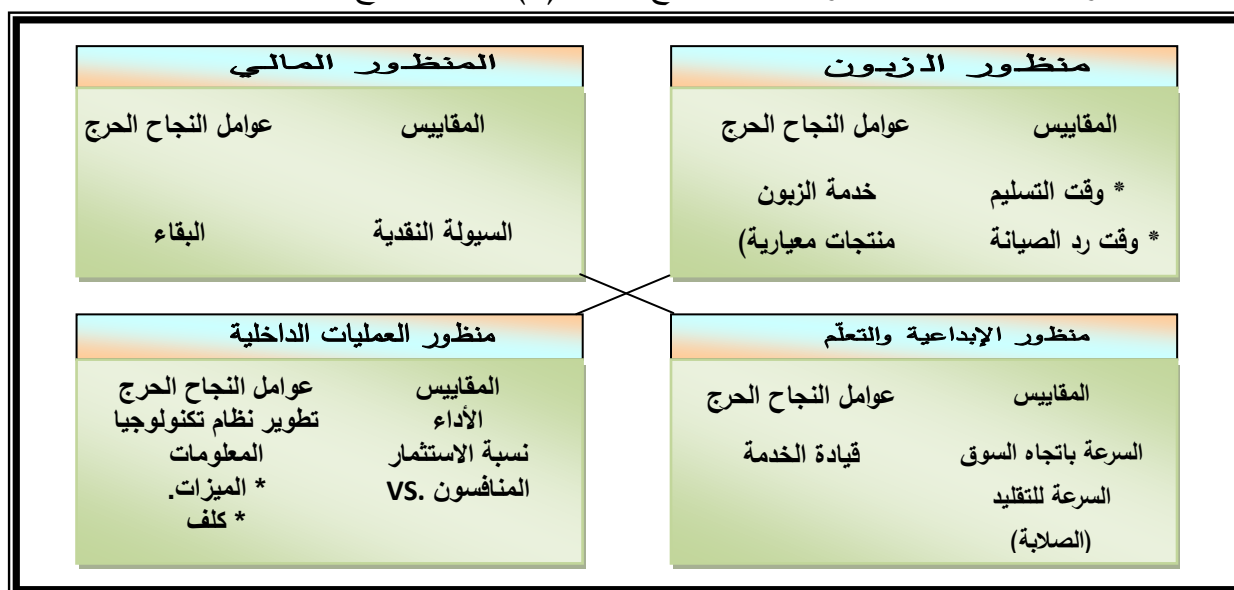 منظور الزبون
المقاييس عوامل النجاح الحرج
* وقت التسليم خدمة الزبون
* وقت رد الصيانة منتجات معيارية)
المنظور المالي
المقاييس عوامل النجاح الحرج
السيولة النقدية البقاء
منظور الإبداعية والتعلّم
المقاييس عوامل النجاح الحرج
السرعة باتجاه السوق قيادة الخدمة
السرعة للتقليد
(الصلابة)
منظور العمليات الداخلية
المقاييس عوامل النجاح الحرج
الأداء تطوير نظام تكنولوجيا
نسبة الاستثمار المعلومات
المنافسون .VS * الميزات.
* كلف